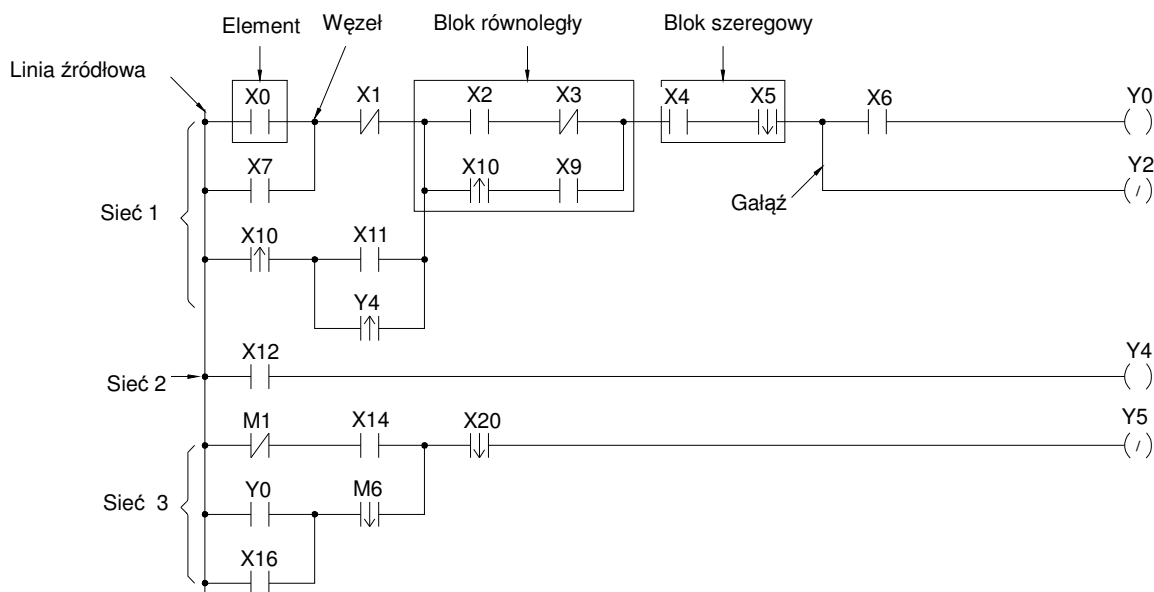 Element
Węzeł
Blok równoległy
Blok szeregowy
Linia źródłowa
X0
X1
X2
X3
X4
X5
X6
Y0
X7
X10
X9
Gałąź
Y2
Sieć 1
X10
X11
Y4
X12
Y4
Sieć 2
M1
X14
X20
Y5
Sieć 3
Y0
M6
X16